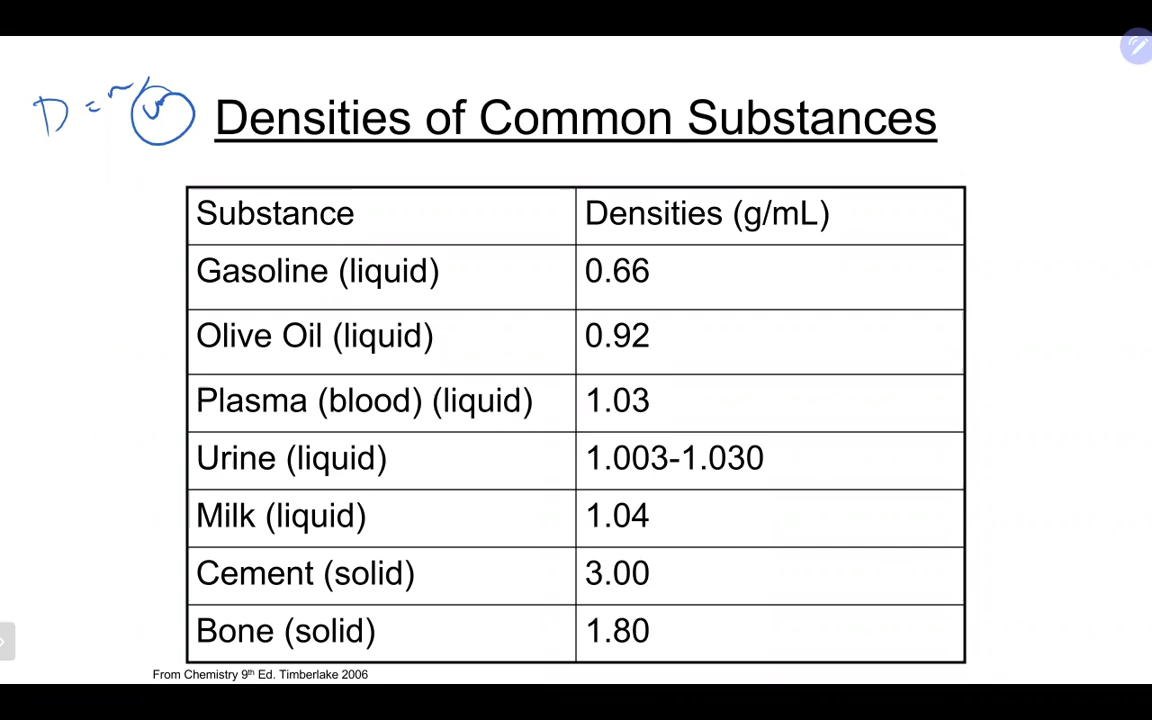 D = m/v
Densities of Common Substances
Substance Densities (g/mL)
Gasoline (liquid) 0.66
Olive Oil (liquid) 0.92
Plasma (blood) (liquid) 1.03
Urine (liquid) 1.003-1.030
Milk (liquid) 1.04
Cement (solid) 3.00
Bone (solid) 1.80
From Chemistry 9th Ed. Timberlake 2006